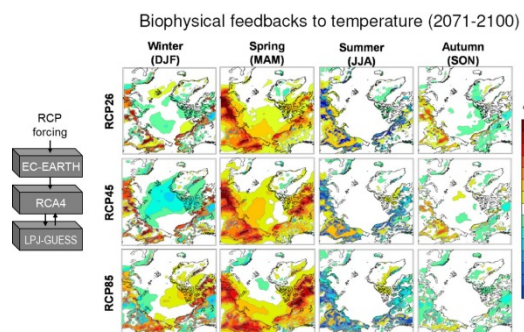 Biophysical feedbacks to temperature (2071-2100)
Winter
(DJF)
Spring
(MAM)
Summer
(JJA)
Autumn
(SON)
RCP26
RCP45
RCP85
RCP
forcing
EC-EARTH
RCA4
LPJ-GUESS